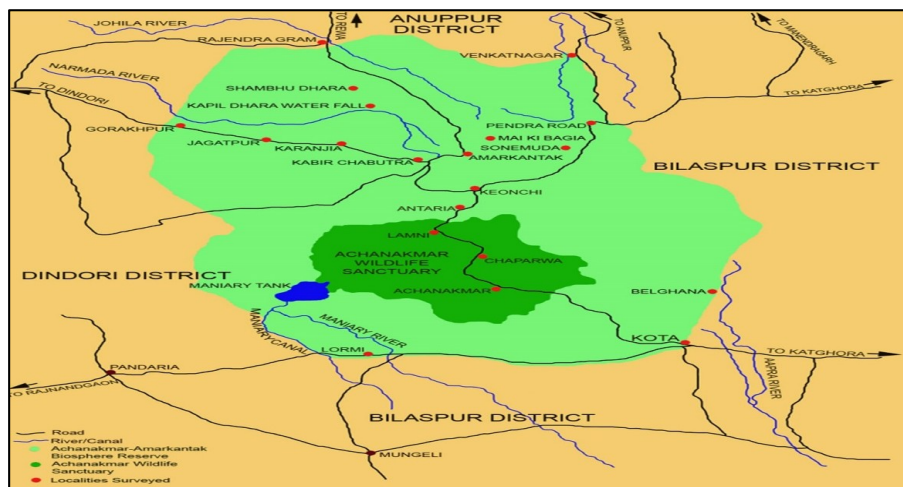 ANUPPUR
DISTRICT
JOHILA RIVER
TO REWA
TO ANUPPUR
TO MANENDRAGARH
RAJENDRA GRAM
VENKATNAGAR
NARMADA RIVER
SHAMBHU DHARA
TO KATGHORA
TO DINDORI
KAPIL DHARA WATER FALL
GORAKHPUR
PENDRA ROAD
JAGATPUR
KARANJIA
MAI KI BAGIA
SONEMUDA
KABIR CHABUTRA
AMARKANTAK
BILASPUR DISTRICT
KEONCHI
ANTARIA
LAMNI
ACHANAKMAR
WILDLIFE
SANCTUARY
CHAPARWA
DINDORI DISTRICT
MANIARY TANK
ACHANAKMAR
BELGHANA
MANIARY CANAL
MANIARY RIVER
KOTA
LORMI
TO KATGHORA
PANDARIA
AAPRA RIVER
TO RAJNANDGAON
BILASPUR DISTRICT
MUNGELI
Road
River/Canal
Achanakmar-Amarkantak
Biosphere Reserve
Achanakmar Wildlife
Sanctuary
Localities Surveyed